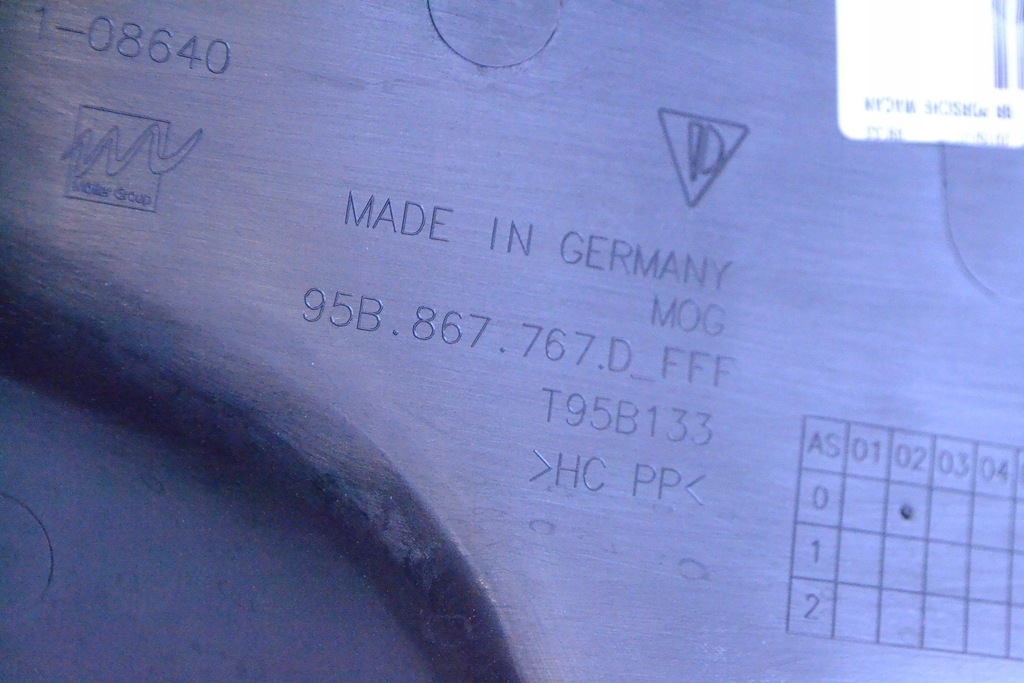 1-08640
Möller Group
MADE IN GERMANY
MOG
95B.867.767.D_FFF
T95B133
>HC PP<
AS 01 02 03 04
0
1
2
PORSCHE MACAN